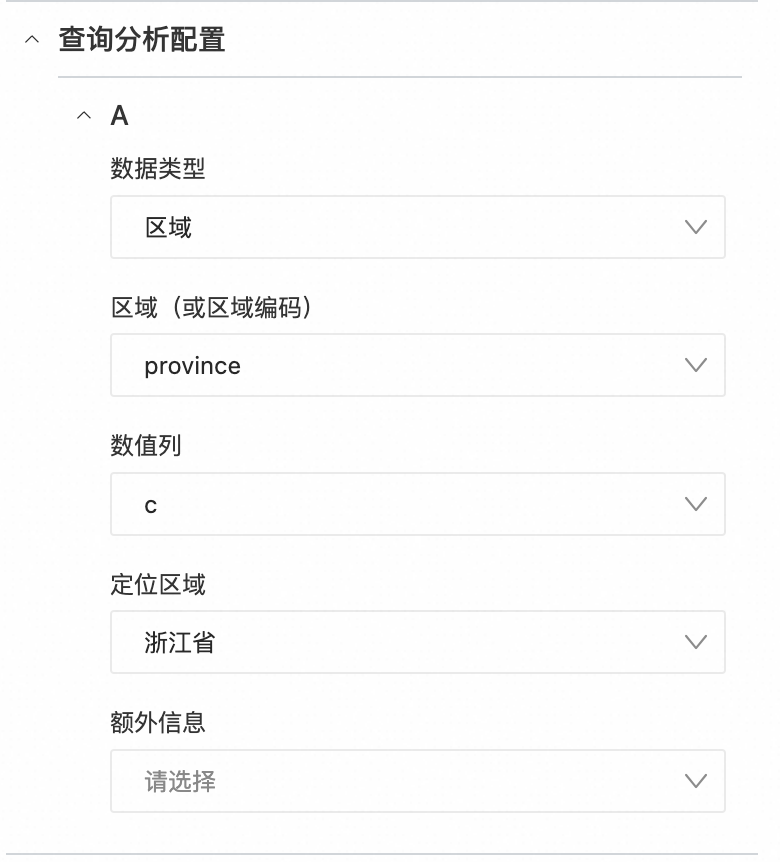 查询分析配置
A
数据类型
区域
区域（或区域编码）
province
数值列
c
定位区域
浙江省
额外信息
请选择